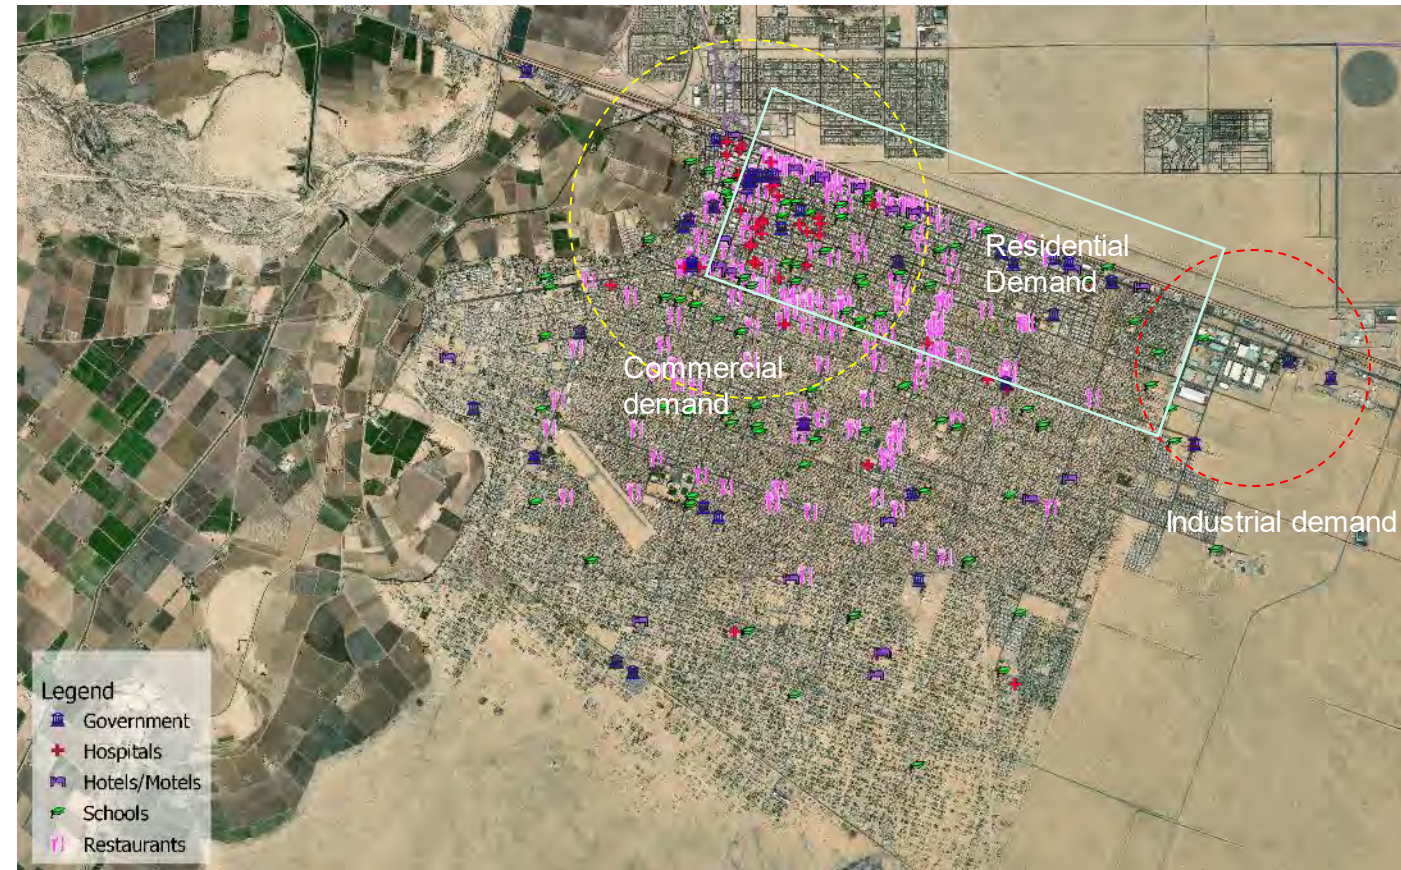 Residential
Demand
Commercial
demand
Industrial demand
Legend
Government
Hospitals
Hotels/Motels
Schools
Restaurants